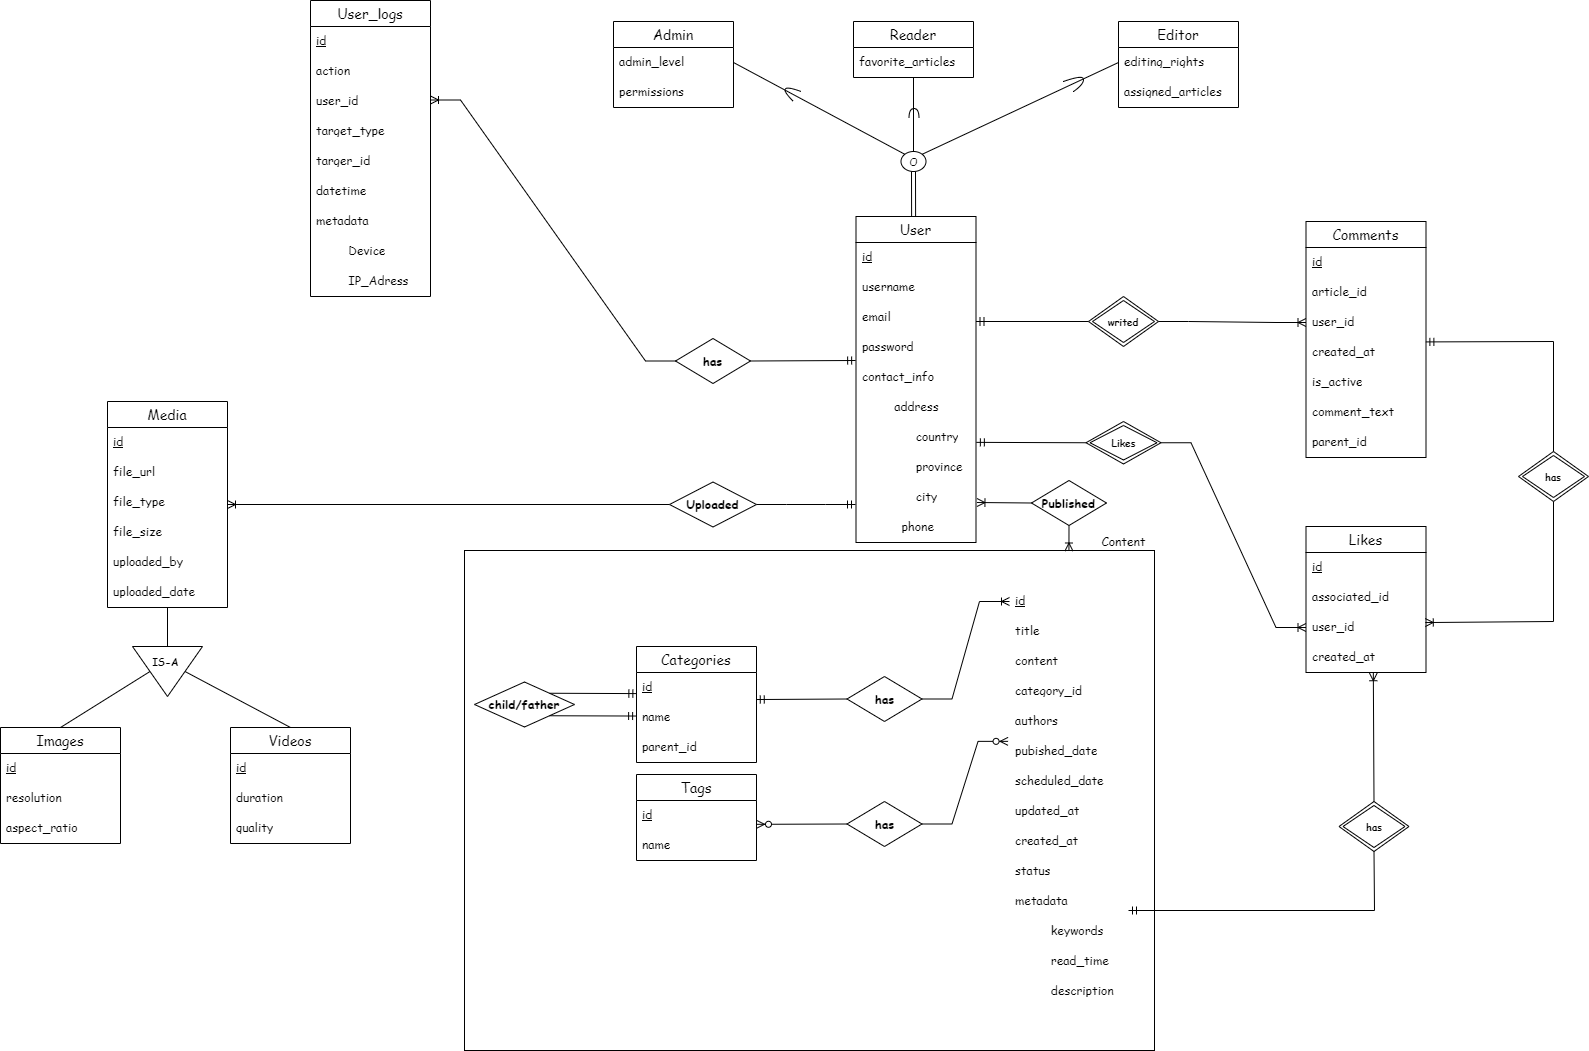 User_logs
id
action
user_id
target_type
targer_id
datetime
metadata
Device
IP_Adress
Admin
admin_level
permissions
Reader
favorite_articles
Editor
editing_rights
assigned_articles
O
User
id
username
email
password
contact_info
address
country
province
city
phone
Comments
id
article_id
user_id
created_at
is_active
comment_text
parent_id
writed
has
Likes
has
Media
id
file_url
file_type
file_size
uploaded_by
uploaded_date
Uploaded
Published
Content
Likes
id
associated_id
user_id
created_at
IS-A
Images
id
resolution
aspect_ratio
Videos
id
duration
quality
child/father
Categories
id
name
parent_id
has
Tags
id
name
has
id
title
content
category_id
authors
pubished_date
scheduled_date
updated_at
created_at
status
metadata
keywords
read_time
description
has